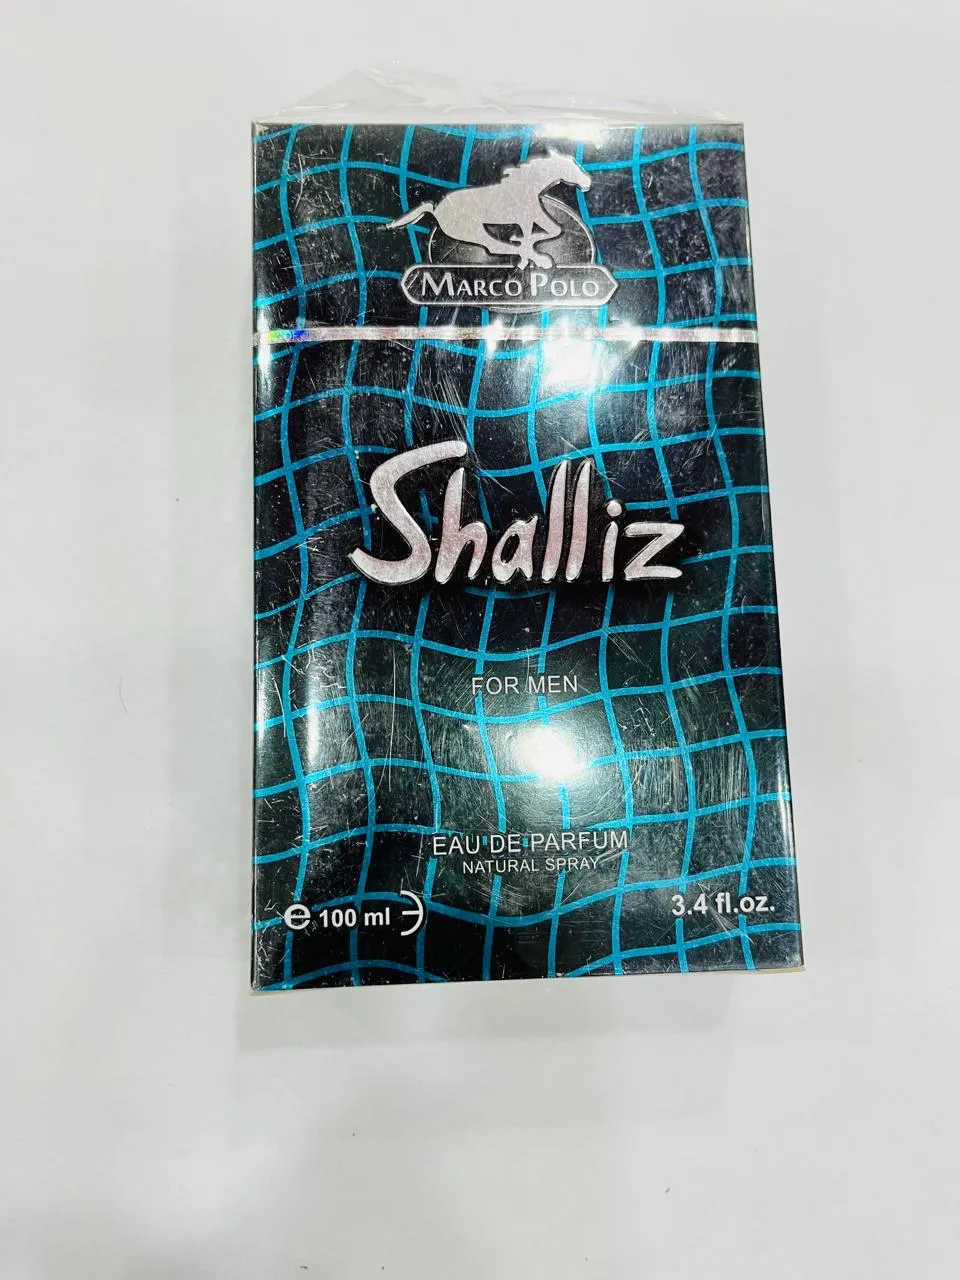 MARCO POLO
Shalliz
FOR MEN
EAU DE PARFUM
NATURAL SPRAY
℮ 100 ml
3.4 fl.oz.